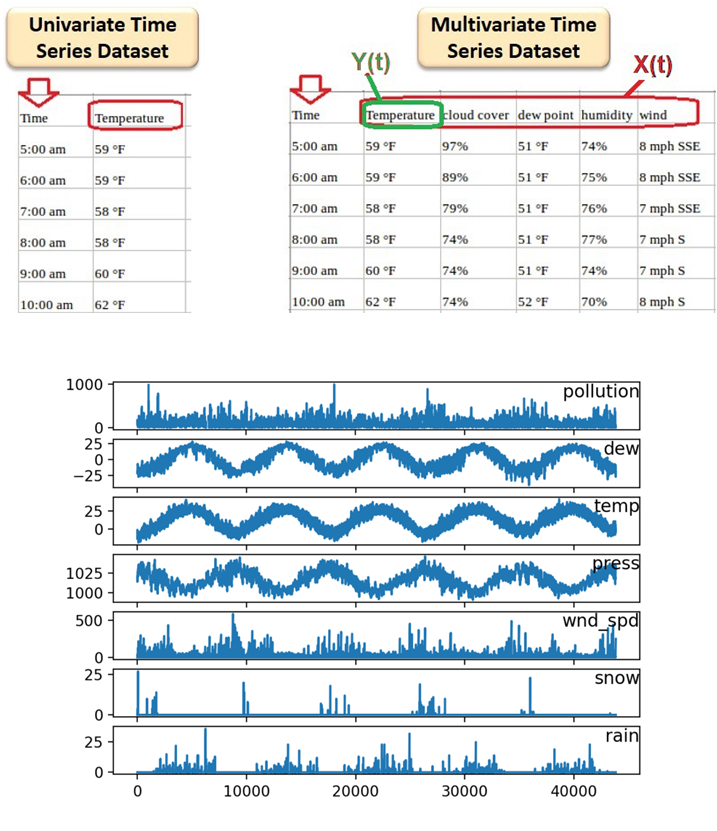 Univariate Time
Series Dataset
Time Temperature
5:00 am 59 °F
6:00 am 59 °F
7:00 am 58 °F
8:00 am 58 °F
9:00 am 60 °F
10:00 am 62 °F
Multivariate Time
Series Dataset
Y(t) X(t)
Time Temperature cloud cover dew point humidity wind
5:00 am 59 °F 97% 51 °F 74% 8 mph SSE
6:00 am 59 °F 89% 51 °F 75% 8 mph SSE
7:00 am 58 °F 79% 51 °F 76% 7 mph SSE
8:00 am 58 °F 74% 51 °F 77% 7 mph S
9:00 am 60 °F 74% 51 °F 74% 7 mph S
10:00 am 62 °F 74% 52 °F 70% 8 mph S
1000 pollution
0
25 dew
0
−25
25 temp
0
1025 press
1000
500 wnd_spd
0
25 snow
0
25 rain
0
0 10000 20000 30000 40000